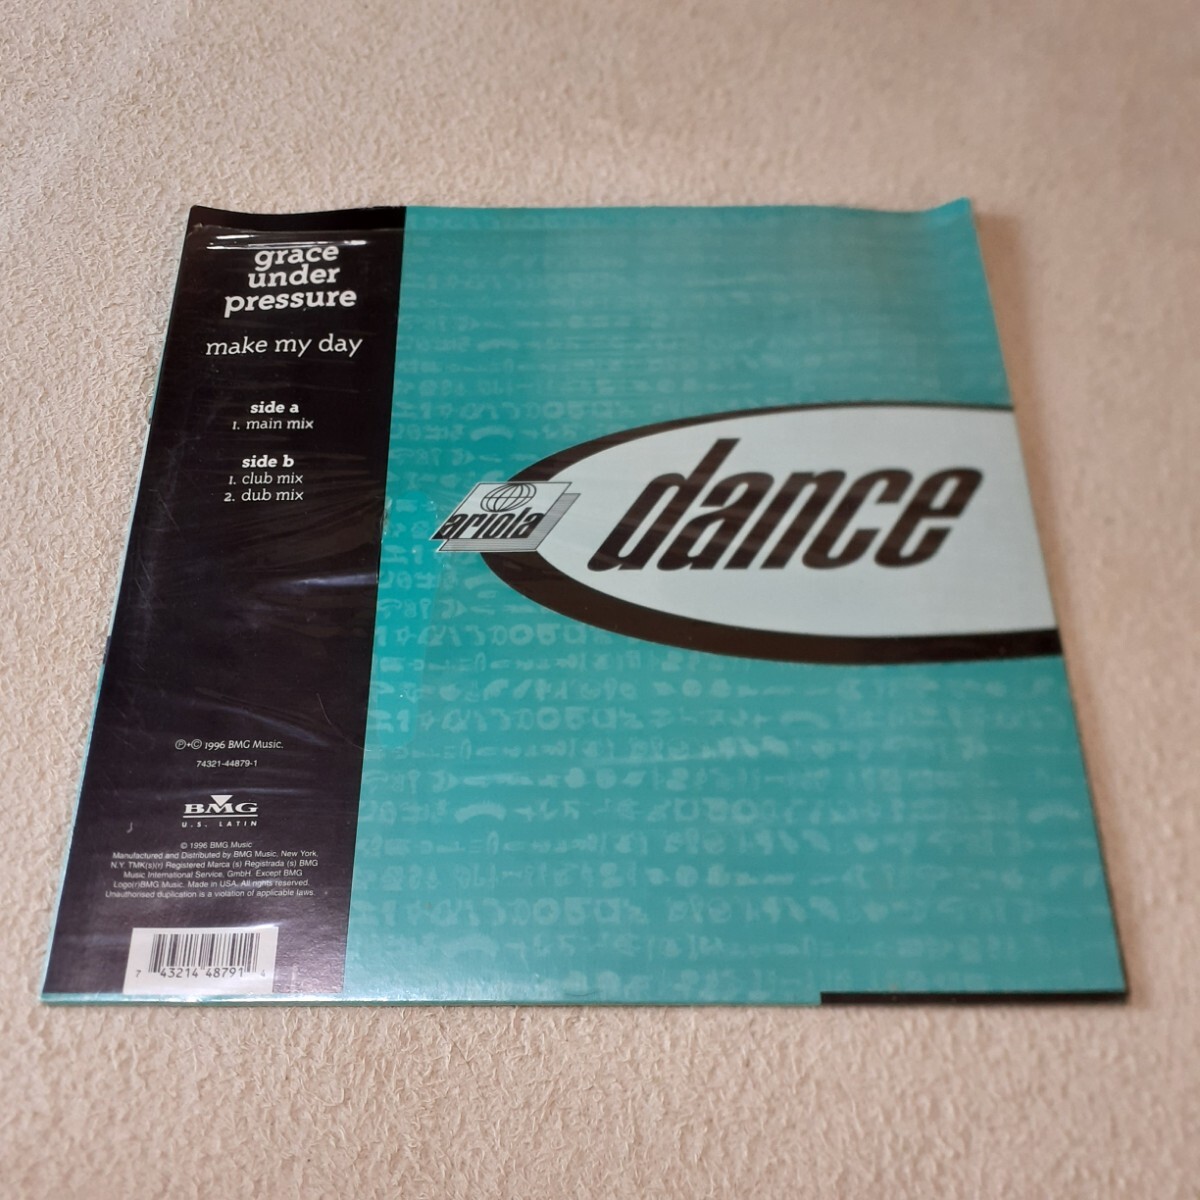 grace
under
pressure
make my day
side a
1. main mix
side b
1. club mix
2. dub mix
ariola
dance
℗+© 1996 BMG Music.
74321-44879-1
BMG
U.S. LATIN
© 1996 BMG Music
Manufactured and Distributed by BMG Music, New York,
N.Y. TMK(s)(r) Registered Marca (s) Registrada (s) BMG
Music International Service, GmbH. Except BMG
Logo(r)BMG Music. Made in USA. All rights reserved.
Unauthorised duplication is a violation of applicable laws.
7 43214 48791 4